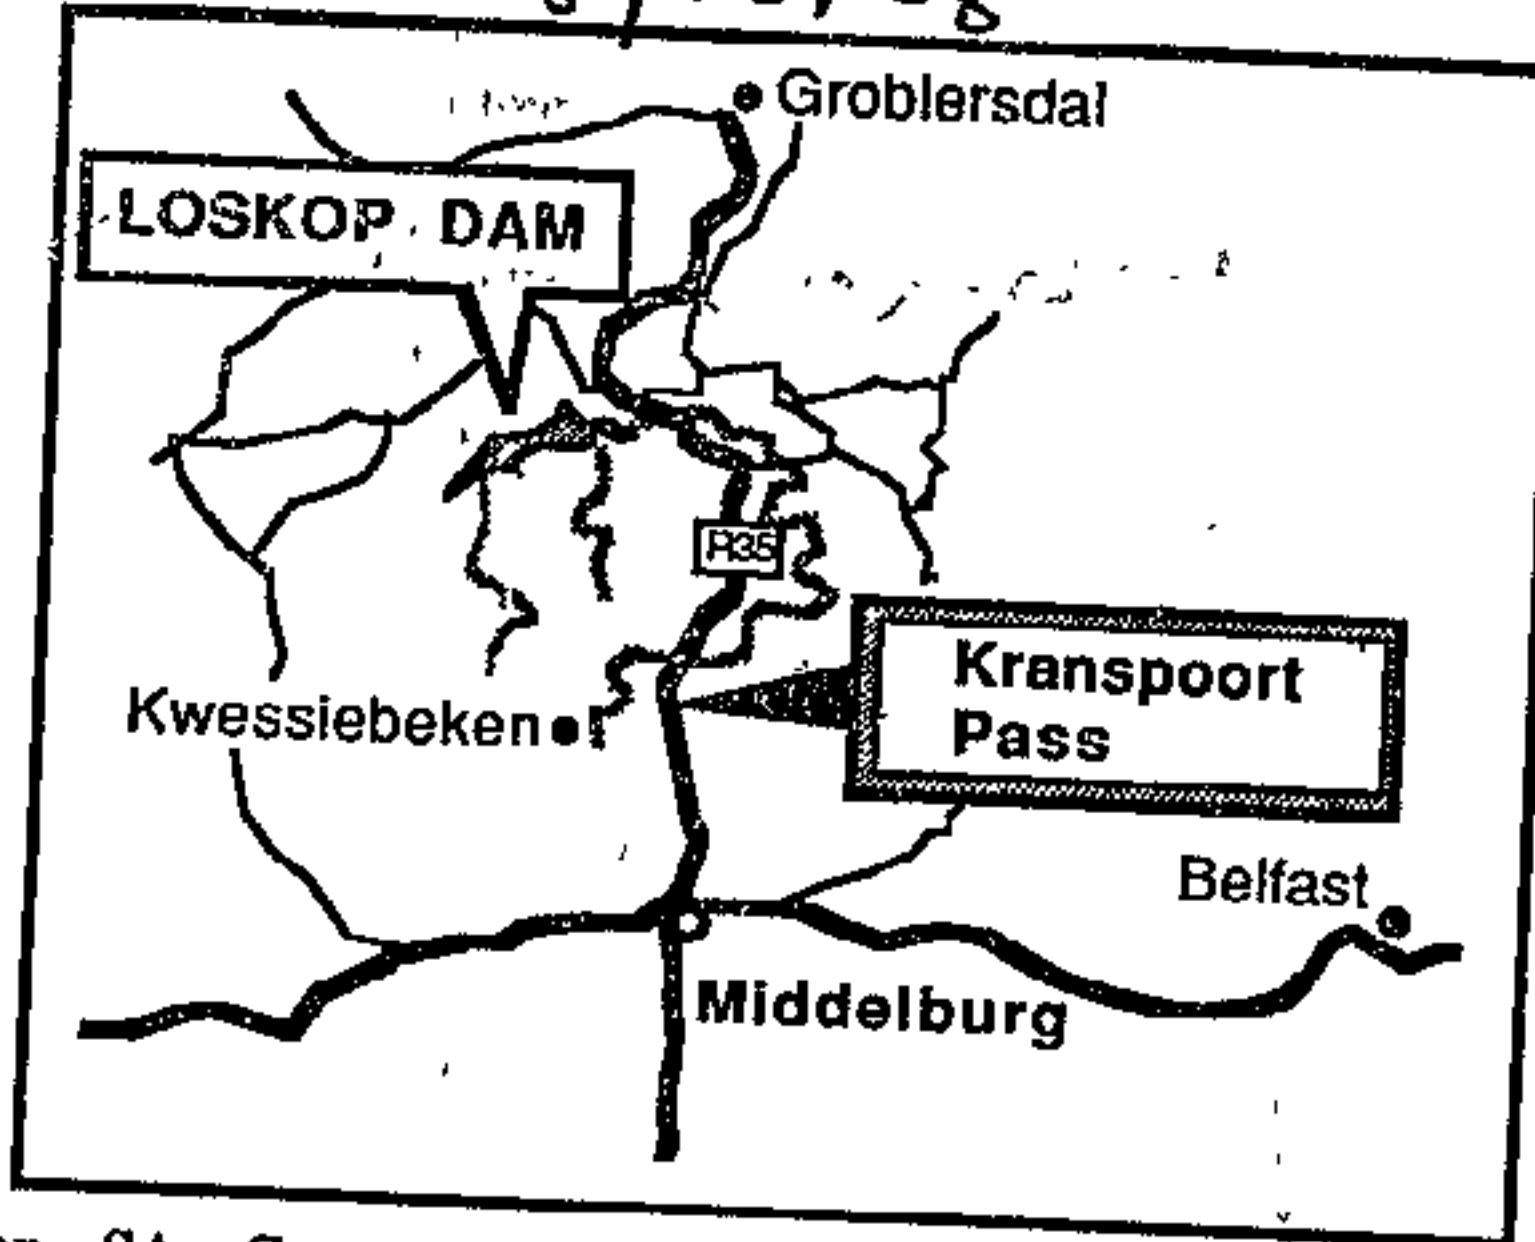 Groblersdal
LOSKOP DAM
R35
Kranspoort
Pass
Kwessiebeken
Belfast
Middelburg